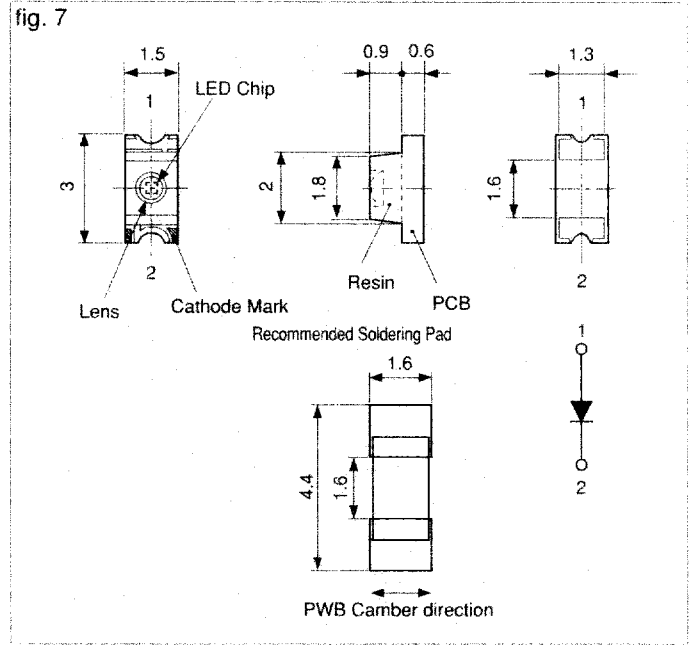 fig. 7
1.5
0.9 0.6
1.3
LED Chip
1
1
3
2
1.8
1.6
2
2
Resin
PCB
Lens
Cathode Mark
Recommended Soldering Pad
1
1.6
4.4
1.6
2
PWB Camber direction